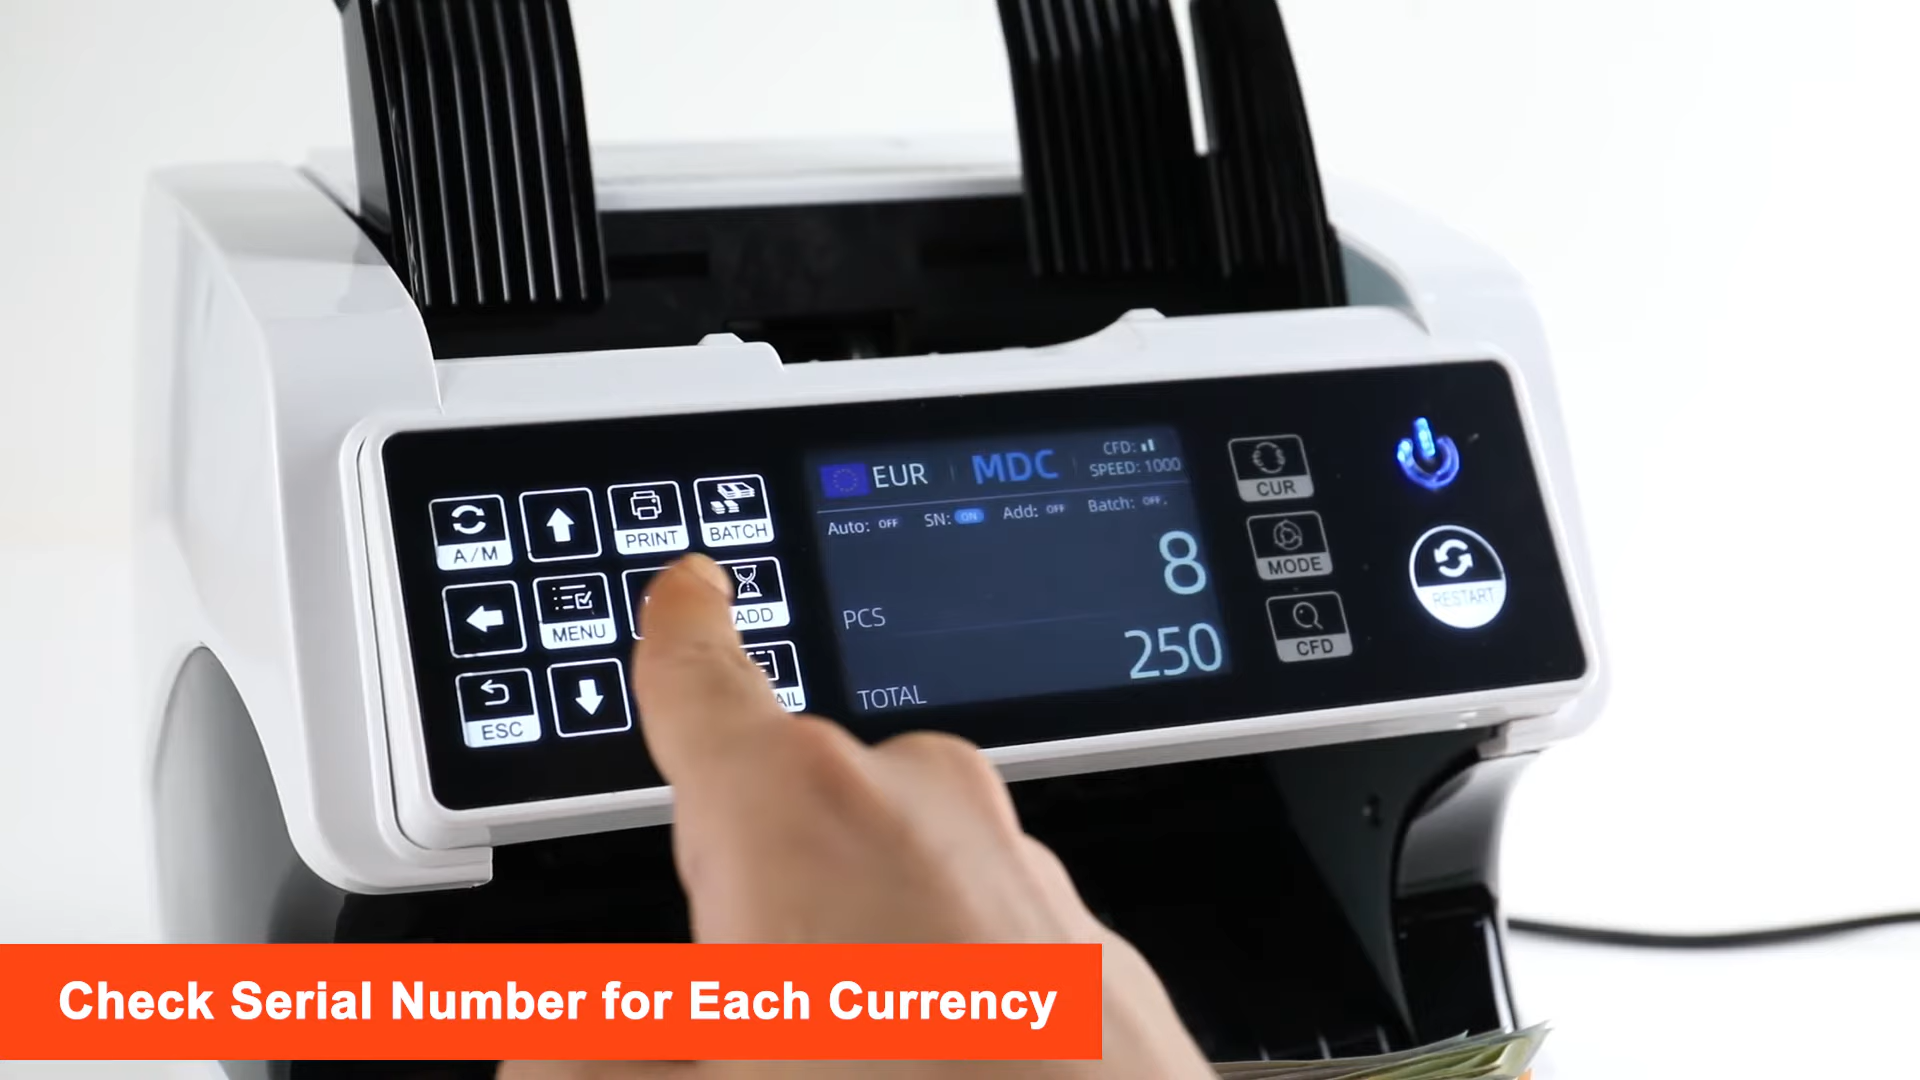 EUR MDC CFD:
SPEED: 1000
Auto: OFF SN: ON Add: OFF Batch: OFF
8
PCS
250
TOTAL
A/M
PRINT
BATCH
MENU
ADD
ESC
AIL
CUR
MODE
CFD
RESTART
Check Serial Number for Each Currency